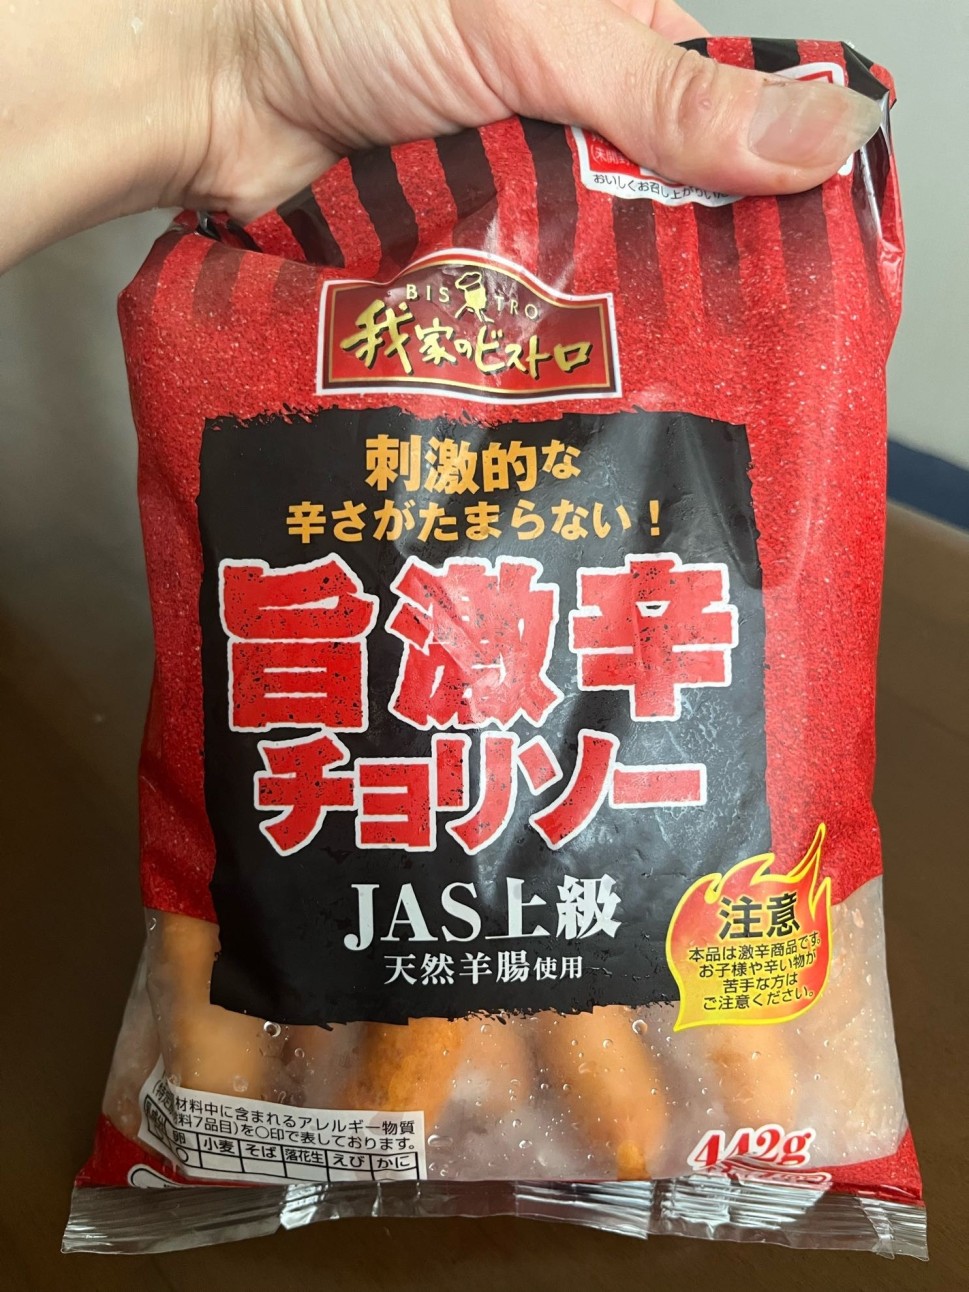 おいしくお召し上がりいた
BISTRO
我家のビストロ
刺激的な
辛さがたまらない！
旨激辛
チョリソー
JAS上級
天然羊腸使用
注意
本品は激辛商品です。
お子様や辛い物が
苦手な方は
ご注意ください。
材料中に含まれるアレルギー物質
料7品目)を○印で表しております。
卵 小麦 そば 落花生 えび かに
○
442g